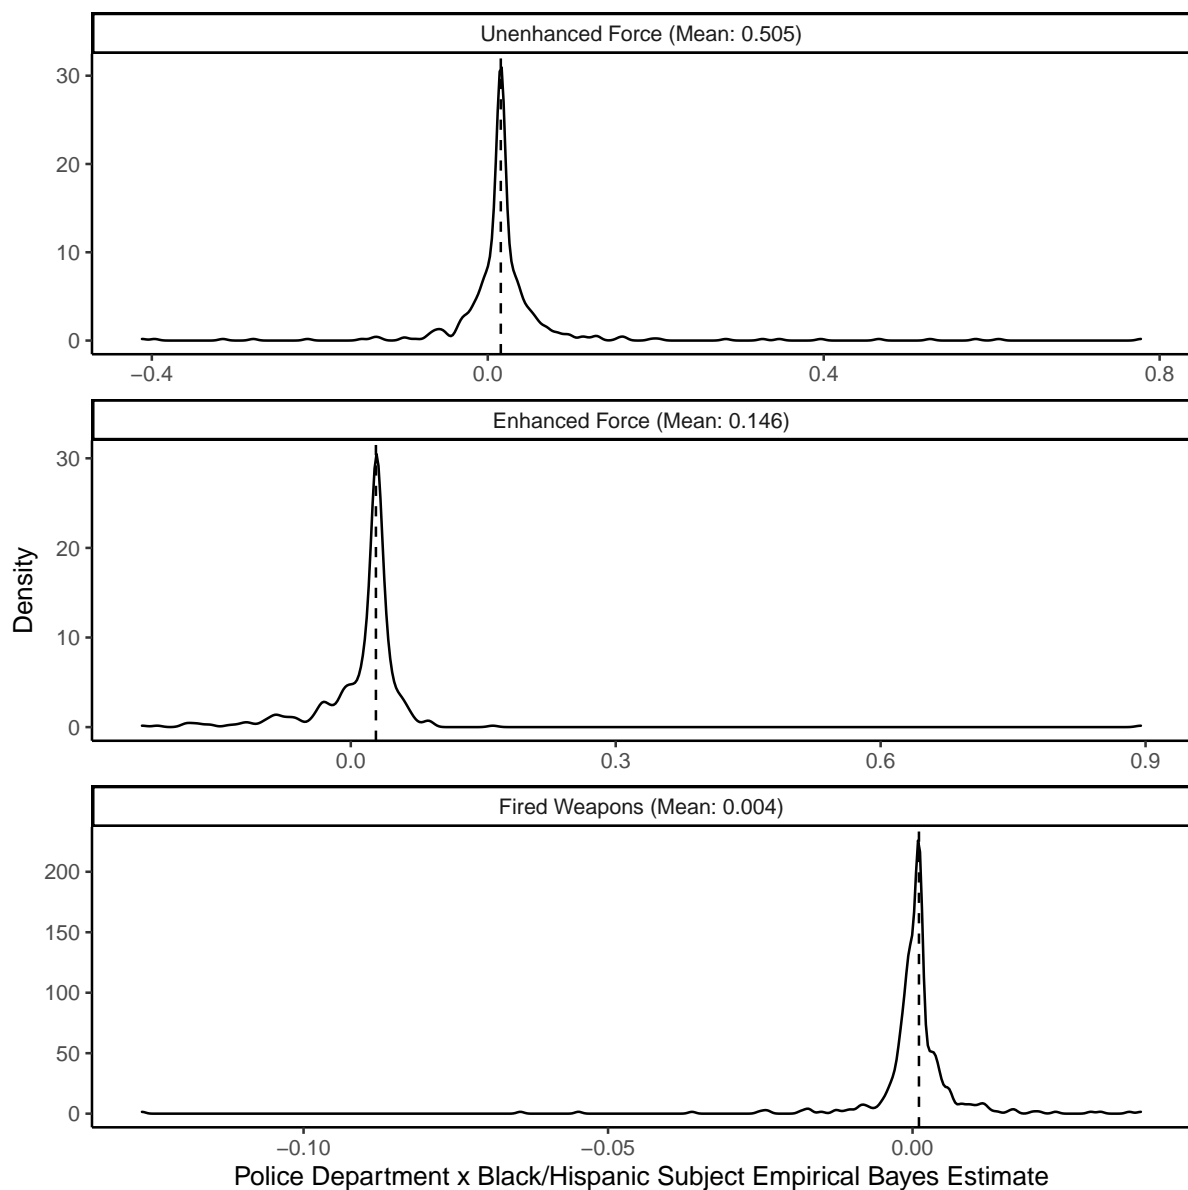 Unenhanced Force (Mean: 0.505)
30
20
10
0
−0.4 0.0 0.4 0.8
Enhanced Force (Mean: 0.146)
30
20
10
0
0.0 0.3 0.6 0.9
Density
Fired Weapons (Mean: 0.004)
200
150
100
50
0
−0.10 −0.05 0.00
Police Department x Black/Hispanic Subject Empirical Bayes Estimate